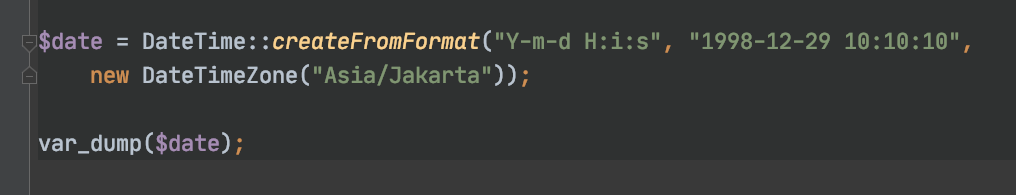 $date = DateTime::createFromFormat("Y-m-d H:i:s", "1998-12-29 10:10:10",
new DateTimeZone("Asia/Jakarta"));
var_dump($date);